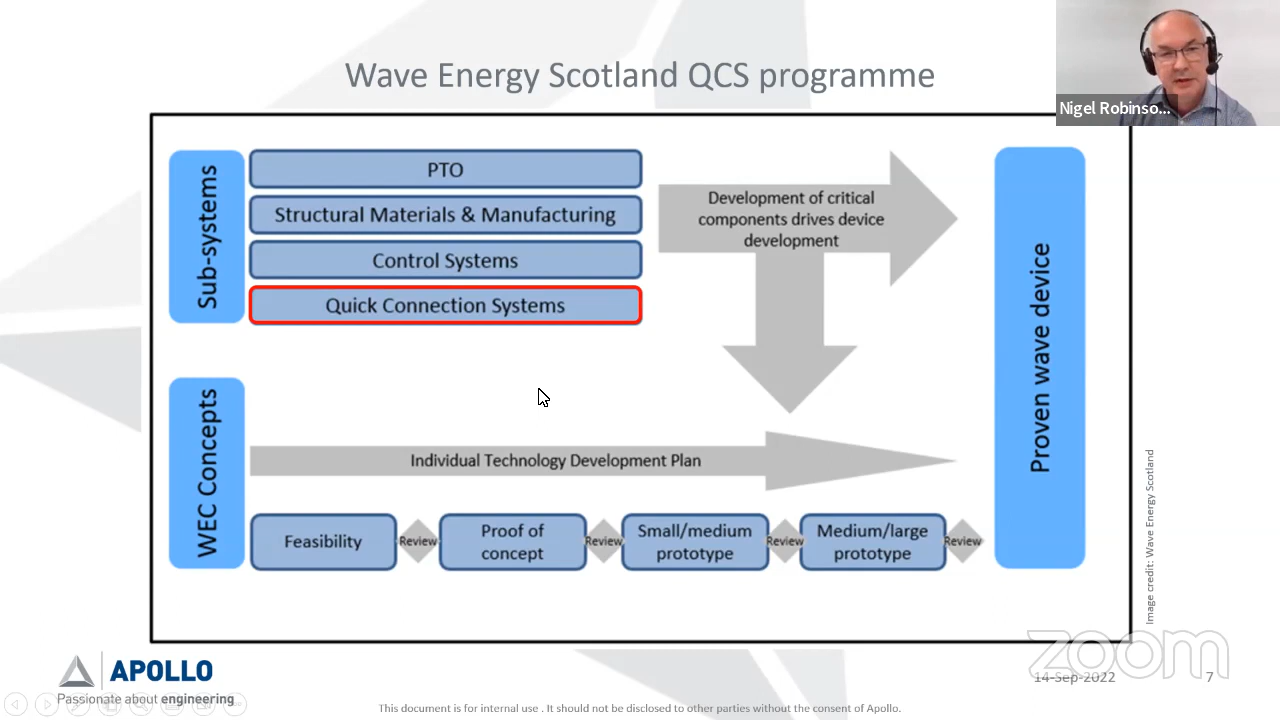 Wave Energy Scotland QCS programme
Nigel Robinso...
Sub-systems
PTO
Structural Materials & Manufacturing
Control Systems
Quick Connection Systems
Development of critical
components drives device
development
Proven wave device
WEC Concepts
Individual Technology Development Plan
Feasibility
Review
Proof of
concept
Review
Small/medium
prototype
Review
Medium/large
prototype
Review
Image credit: Wave Energy Scotland
APOLLO
Passionate about engineering
This document is for internal use . It should not be disclosed to other parties without the consent of Apollo.
zoom
14-Sep-2022
7